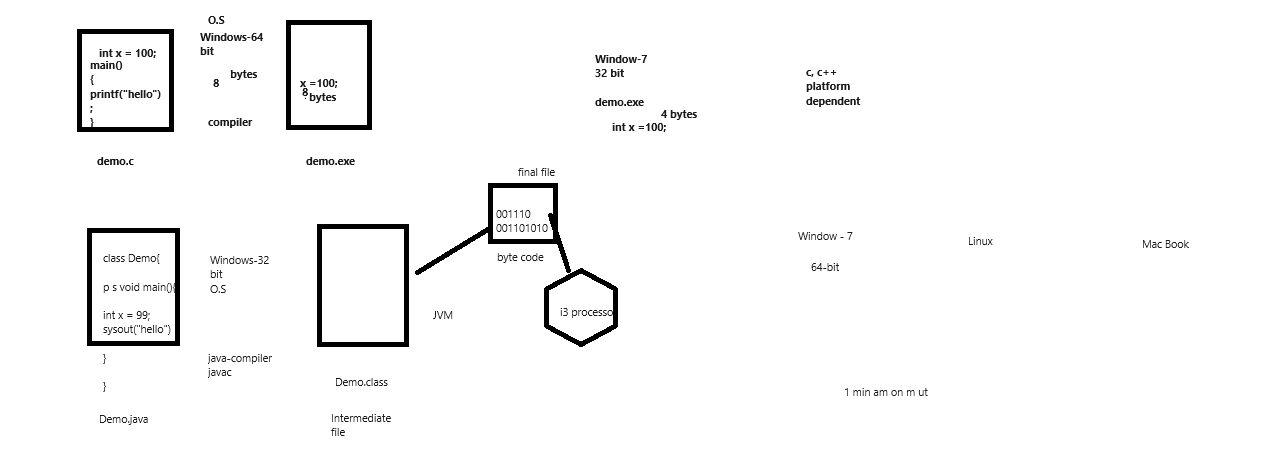 int x = 100;
main()
{
printf("hello")
;
}
demo.c
O.S
Windows-64
bit
8 bytes
compiler
x =100;
8 bytes
demo.exe
Window-7
32 bit
demo.exe
4 bytes
int x =100;
c, c++
platform
dependent
class Demo{
p s void main(){
int x = 99;
sysout("hello")
}
}
Demo.java
Windows-32
bit
O.S
java-compiler
javac
Demo.class
Intermediate
file
JVM
final file
001110
001101010
byte code
i3 processo
Window - 7
64-bit
Linux
Mac Book
1 min am on m ut